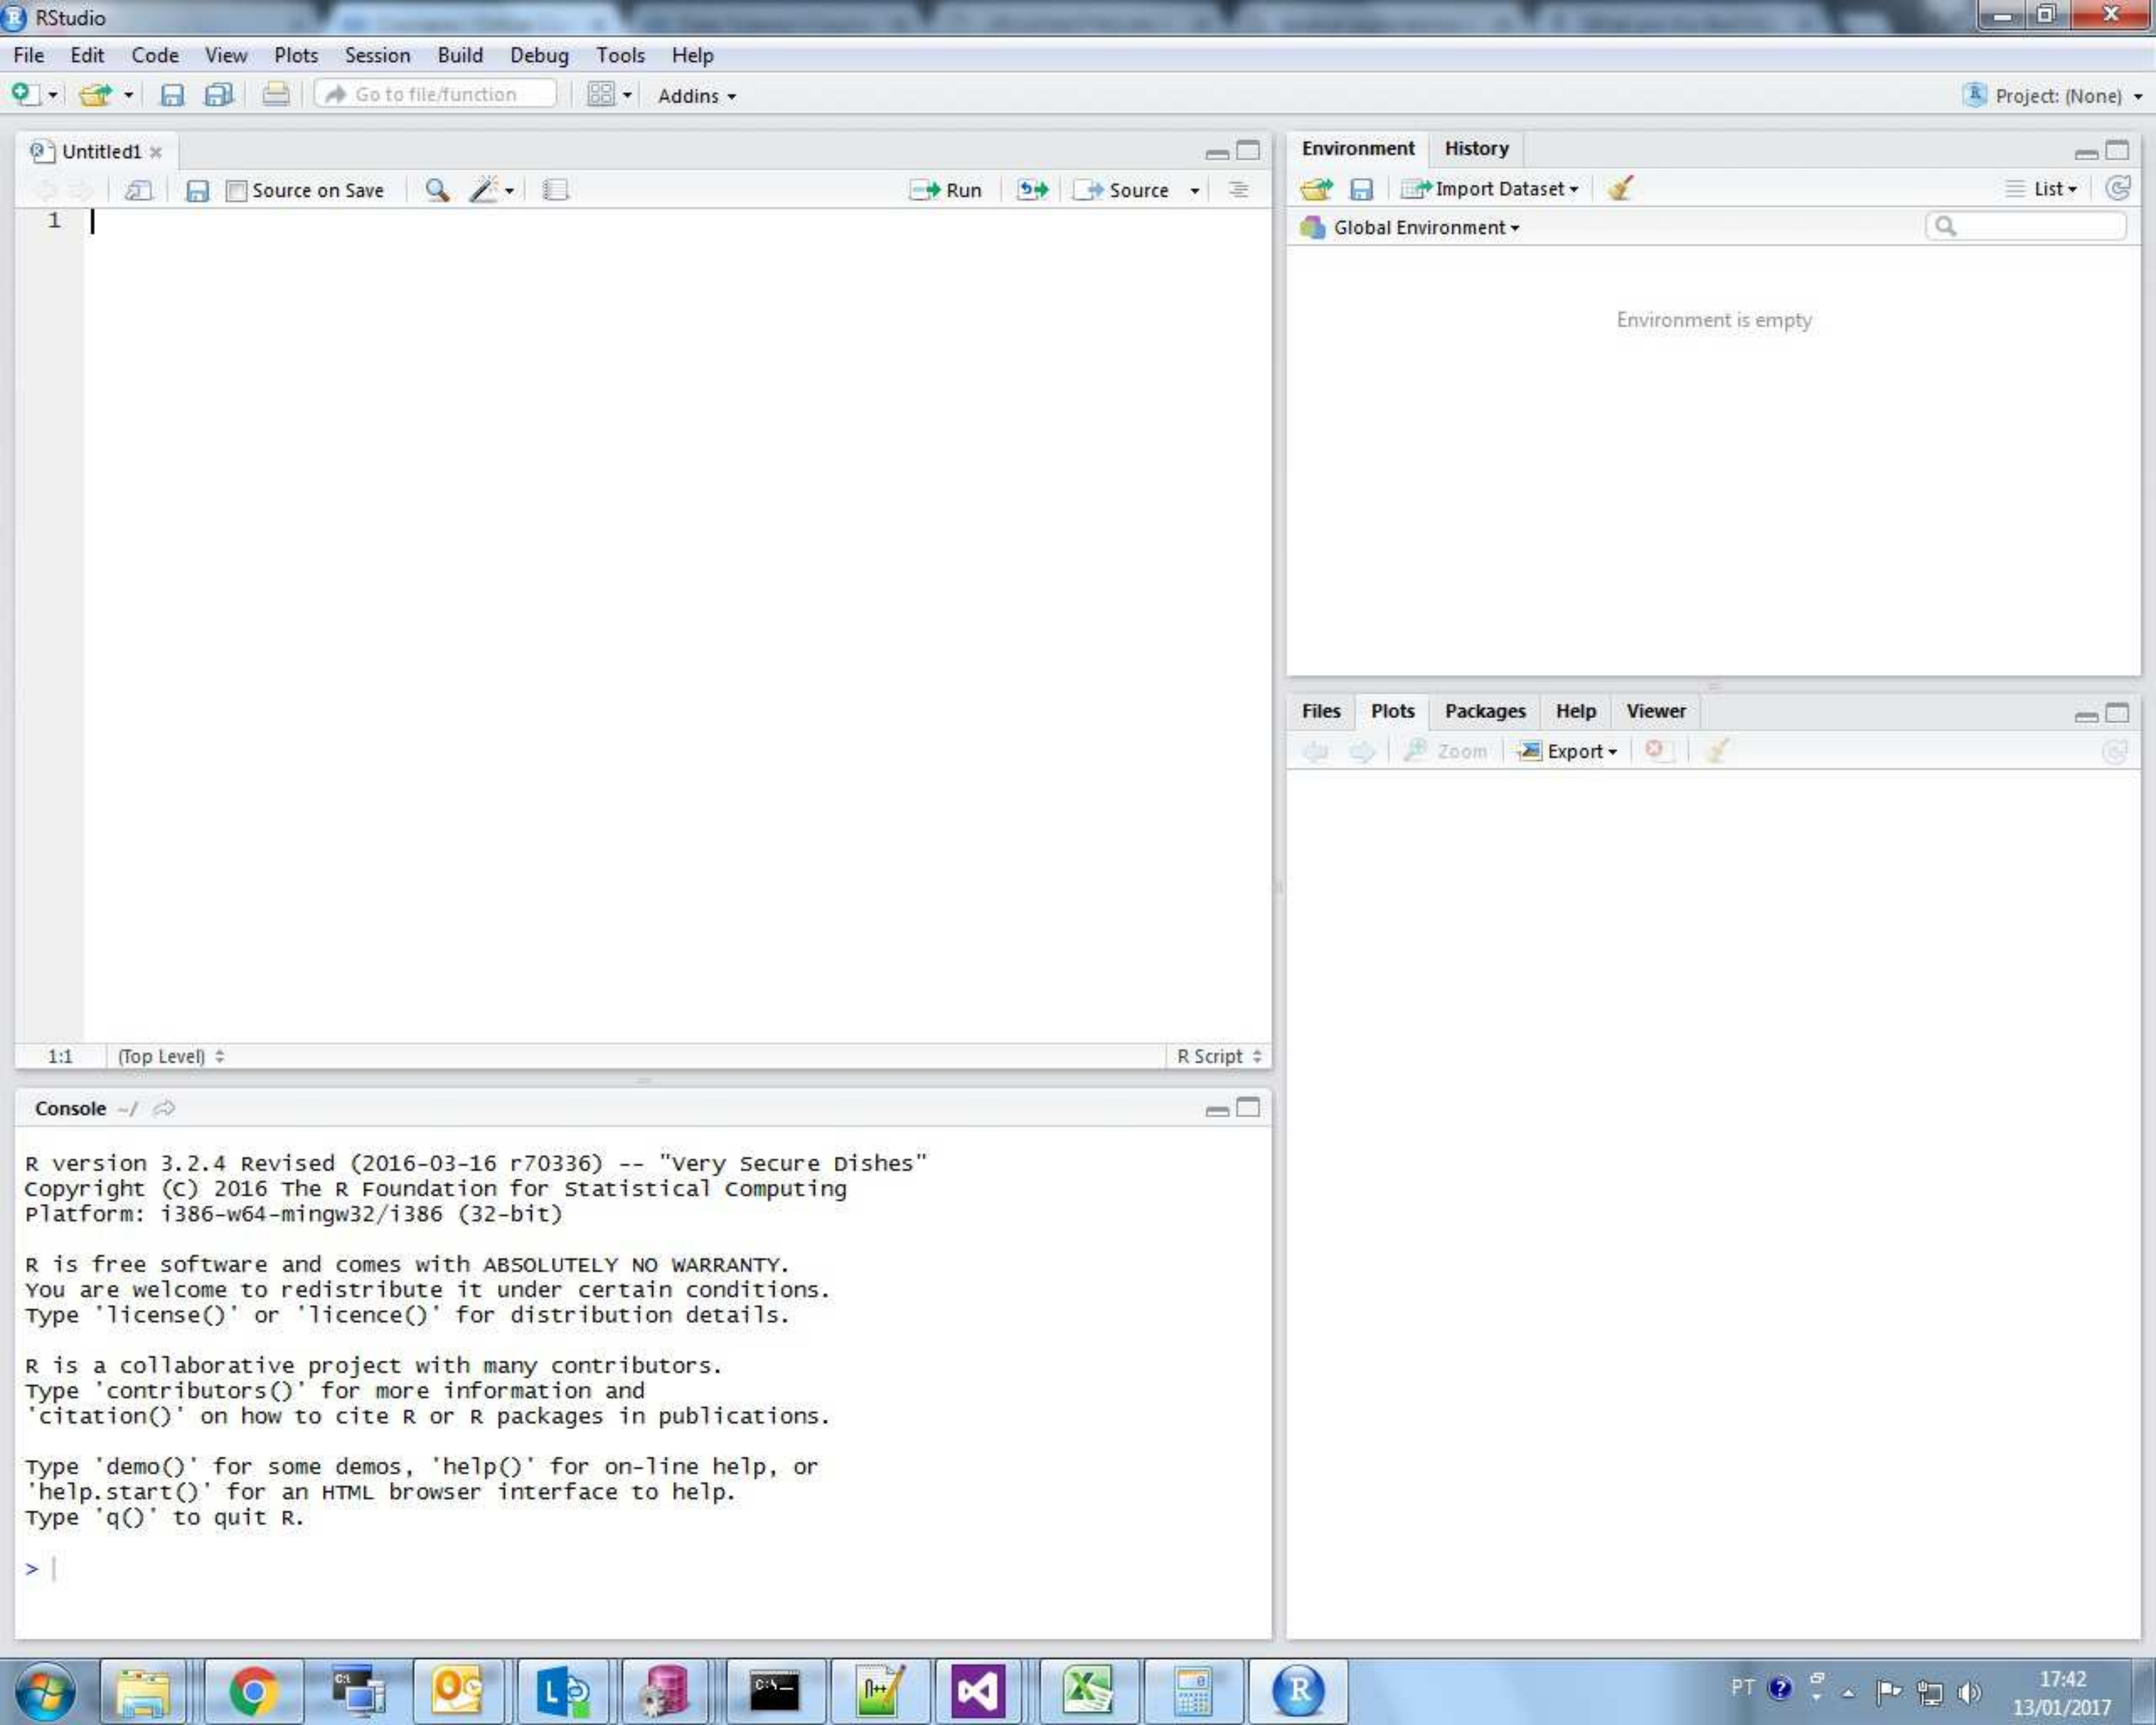 RStudio
File Edit Code View Plots Session Build Debug Tools Help
Go to file/function Addins Project: (None)
Untitled1
Source on Save Run Source
1
1:1 (Top Level) R Script
Console ~/
R version 3.2.4 Revised (2016-03-16 r70336) -- "Very Secure Dishes"
Copyright (C) 2016 The R Foundation for Statistical Computing
Platform: i386-w64-mingw32/i386 (32-bit)
R is free software and comes with ABSOLUTELY NO WARRANTY.
You are welcome to redistribute it under certain conditions.
Type 'license()' or 'licence()' for distribution details.
R is a collaborative project with many contributors.
Type 'contributors()' for more information and
'citation()' on how to cite R or R packages in publications.
Type 'demo()' for some demos, 'help()' for on-line help, or
'help.start()' for an HTML browser interface to help.
Type 'q()' to quit R.
>
Environment History
Import Dataset List
Global Environment
Environment is empty
Files Plots Packages Help Viewer
Zoom Export
PT 17:42
13/01/2017